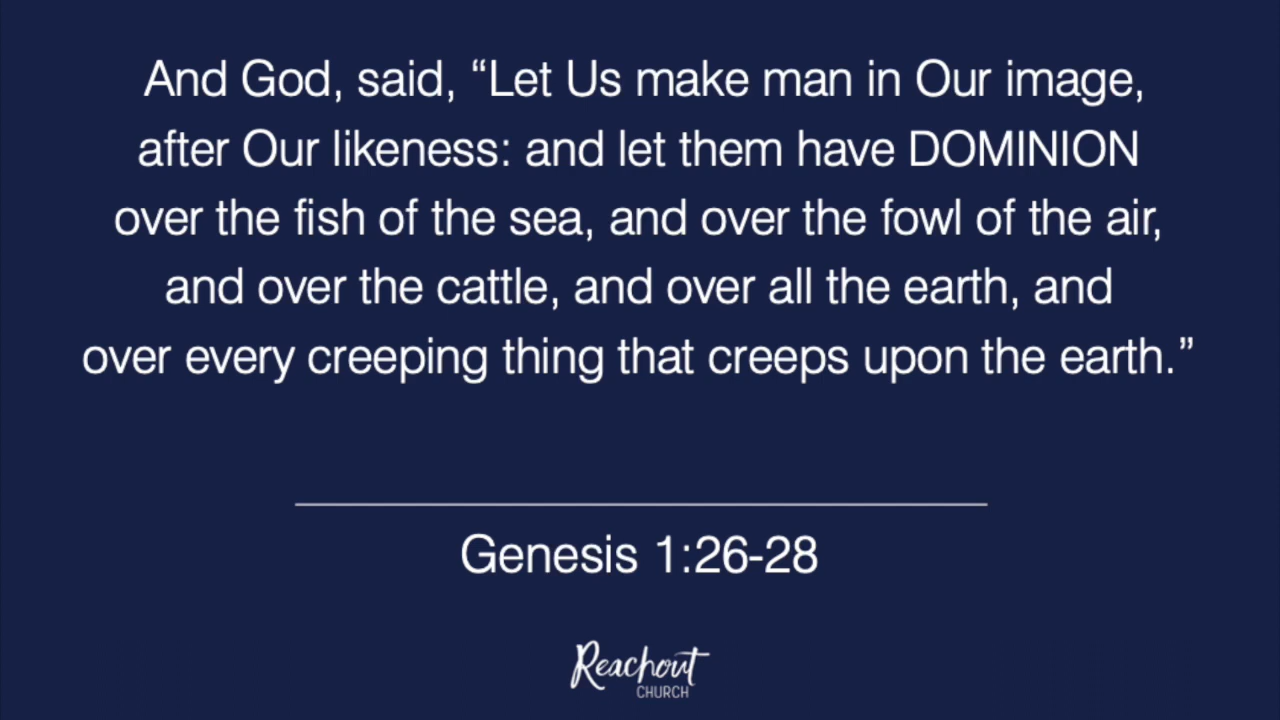 And God, said, “Let Us make man in Our image,
after Our likeness: and let them have DOMINION
over the fish of the sea, and over the fowl of the air,
and over the cattle, and over all the earth, and
over every creeping thing that creeps upon the earth.”
Genesis 1:26-28
Reachout
CHURCH